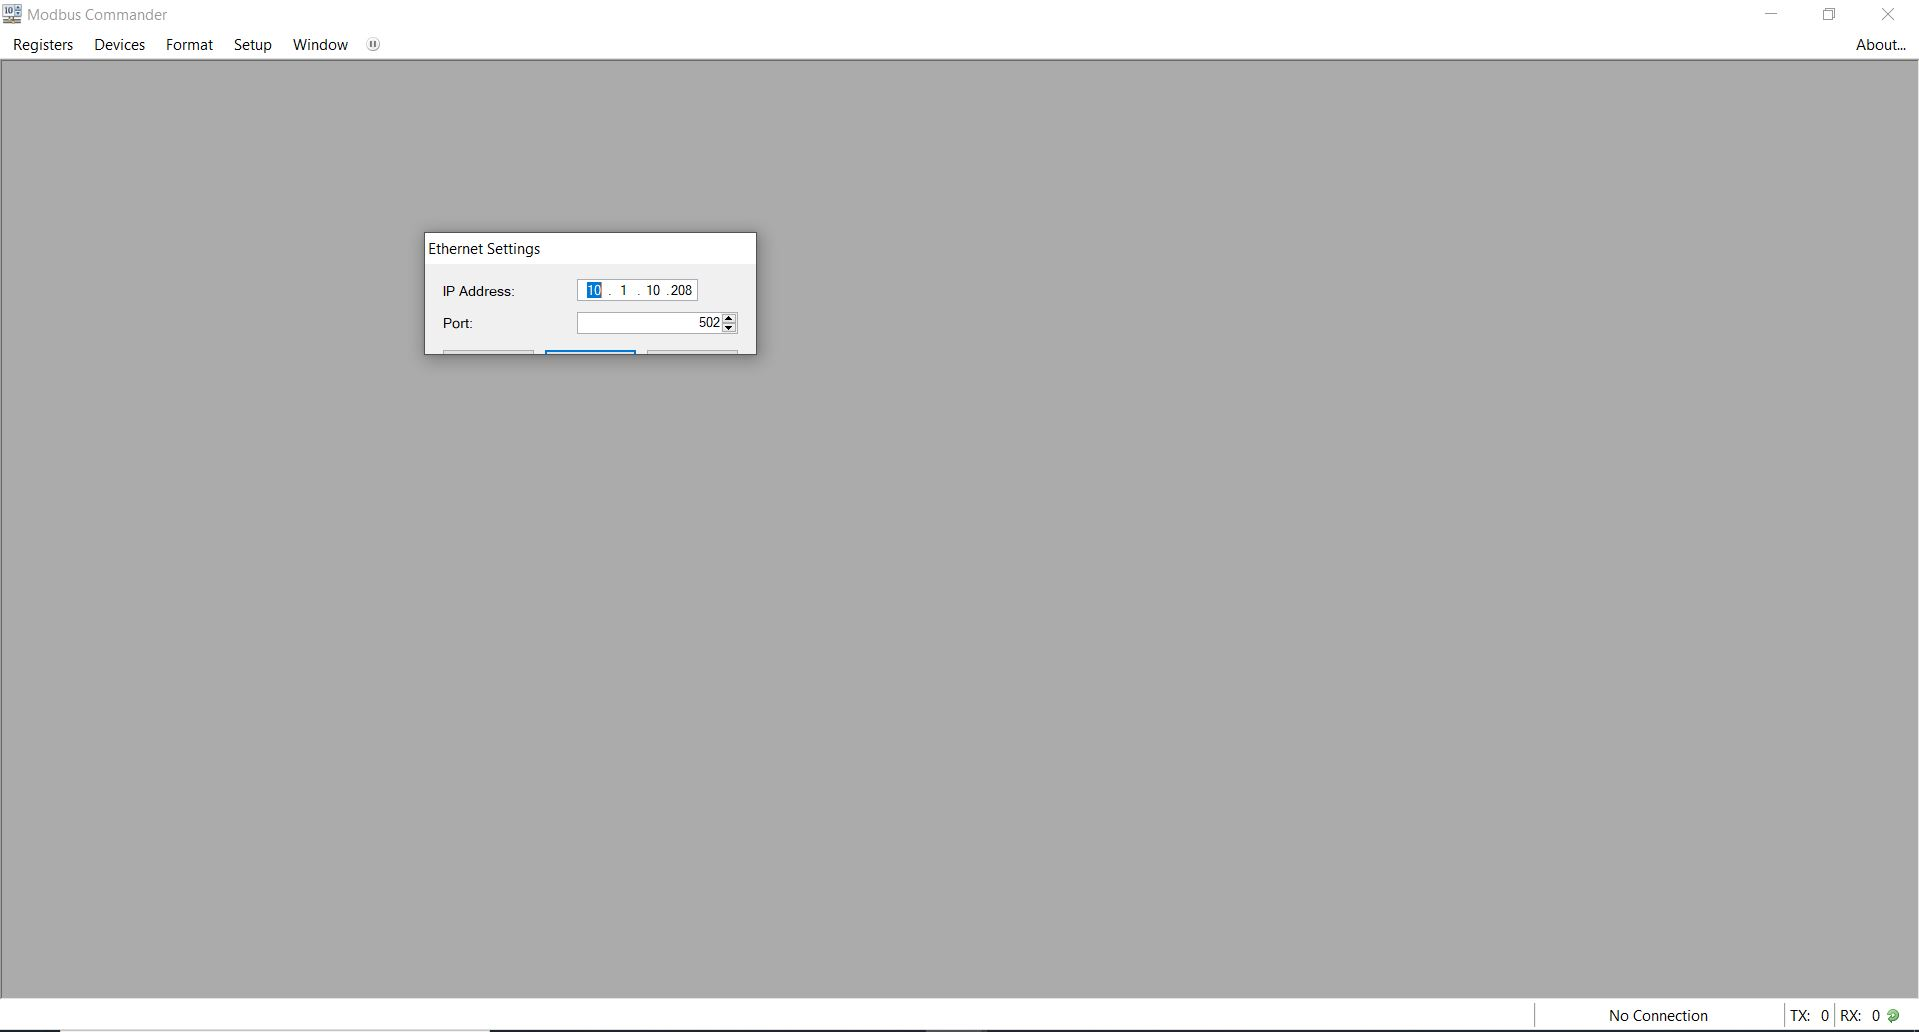 Modbus Commander
Registers Devices Format Setup Window About...
Ethernet Settings
IP Address: 10 . 1 . 10 .208
Port: 502
No Connection TX: 0 RX: 0